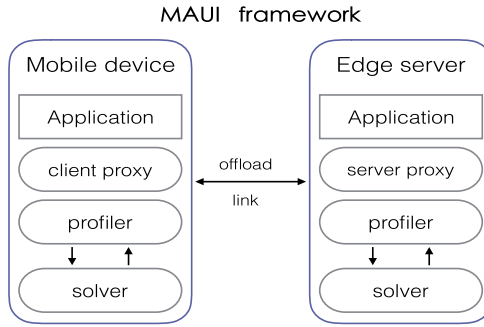 MAUI framework
Mobile device
Application
client proxy
profiler
solver
offload
link
Edge server
Application
server proxy
profiler
solver